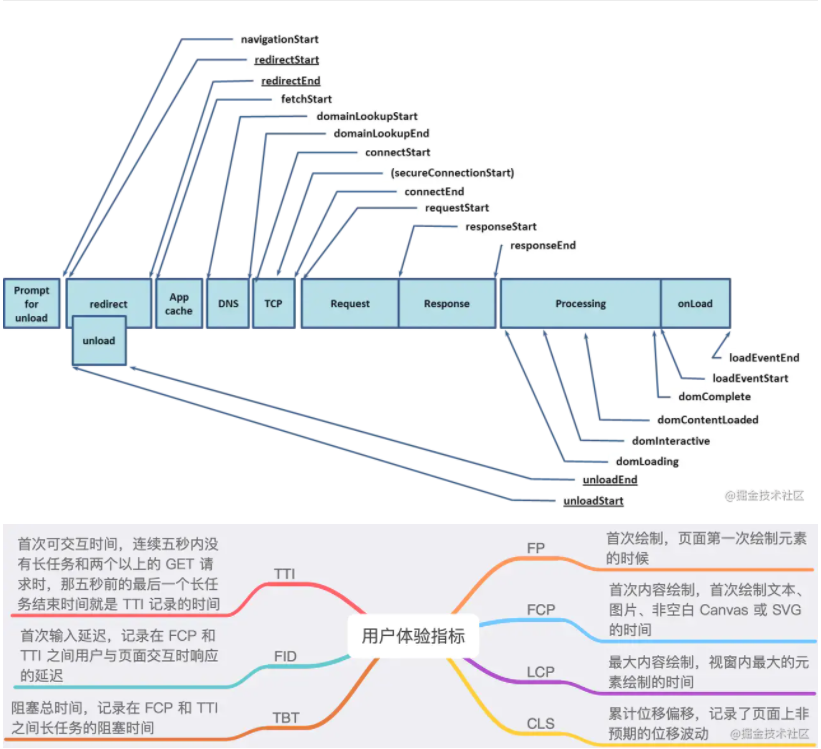 navigationStart
redirectStart
redirectEnd
fetchStart
domainLookupStart
domainLookupEnd
connectStart
(secureConnectionStart)
connectEnd
requestStart
responseStart
responseEnd
Prompt
for
unload
redirect
unload
App
cache
DNS
TCP
Request
Response
Processing
onLoad
loadEventEnd
loadEventStart
domComplete
domContentLoaded
domInteractive
domLoading
unloadEnd
unloadStart
@掘金技术社区
用户体验指标
TTI
首次可交互时间，连续五秒内没
有长任务和两个以上的 GET 请
求时，那五秒前的最后一个长任
务结束时间就是 TTI 记录的时间
FID
首次输入延迟，记录在 FCP 和
TTI 之间用户与页面交互时响应
的延迟
TBT
阻塞总时间，记录在 FCP 和 TTI
之间长任务的阻塞时间
FP
首次绘制，页面第一次绘制元素
的时候
FCP
首次内容绘制，首次绘制文本、
图片、非空白 Canvas 或 SVG
的时间
LCP
最大内容绘制，视窗内最大的元
素绘制的时间
CLS
累计位移偏移，记录了页面上非
预期的位移波动
@掘金技术社区